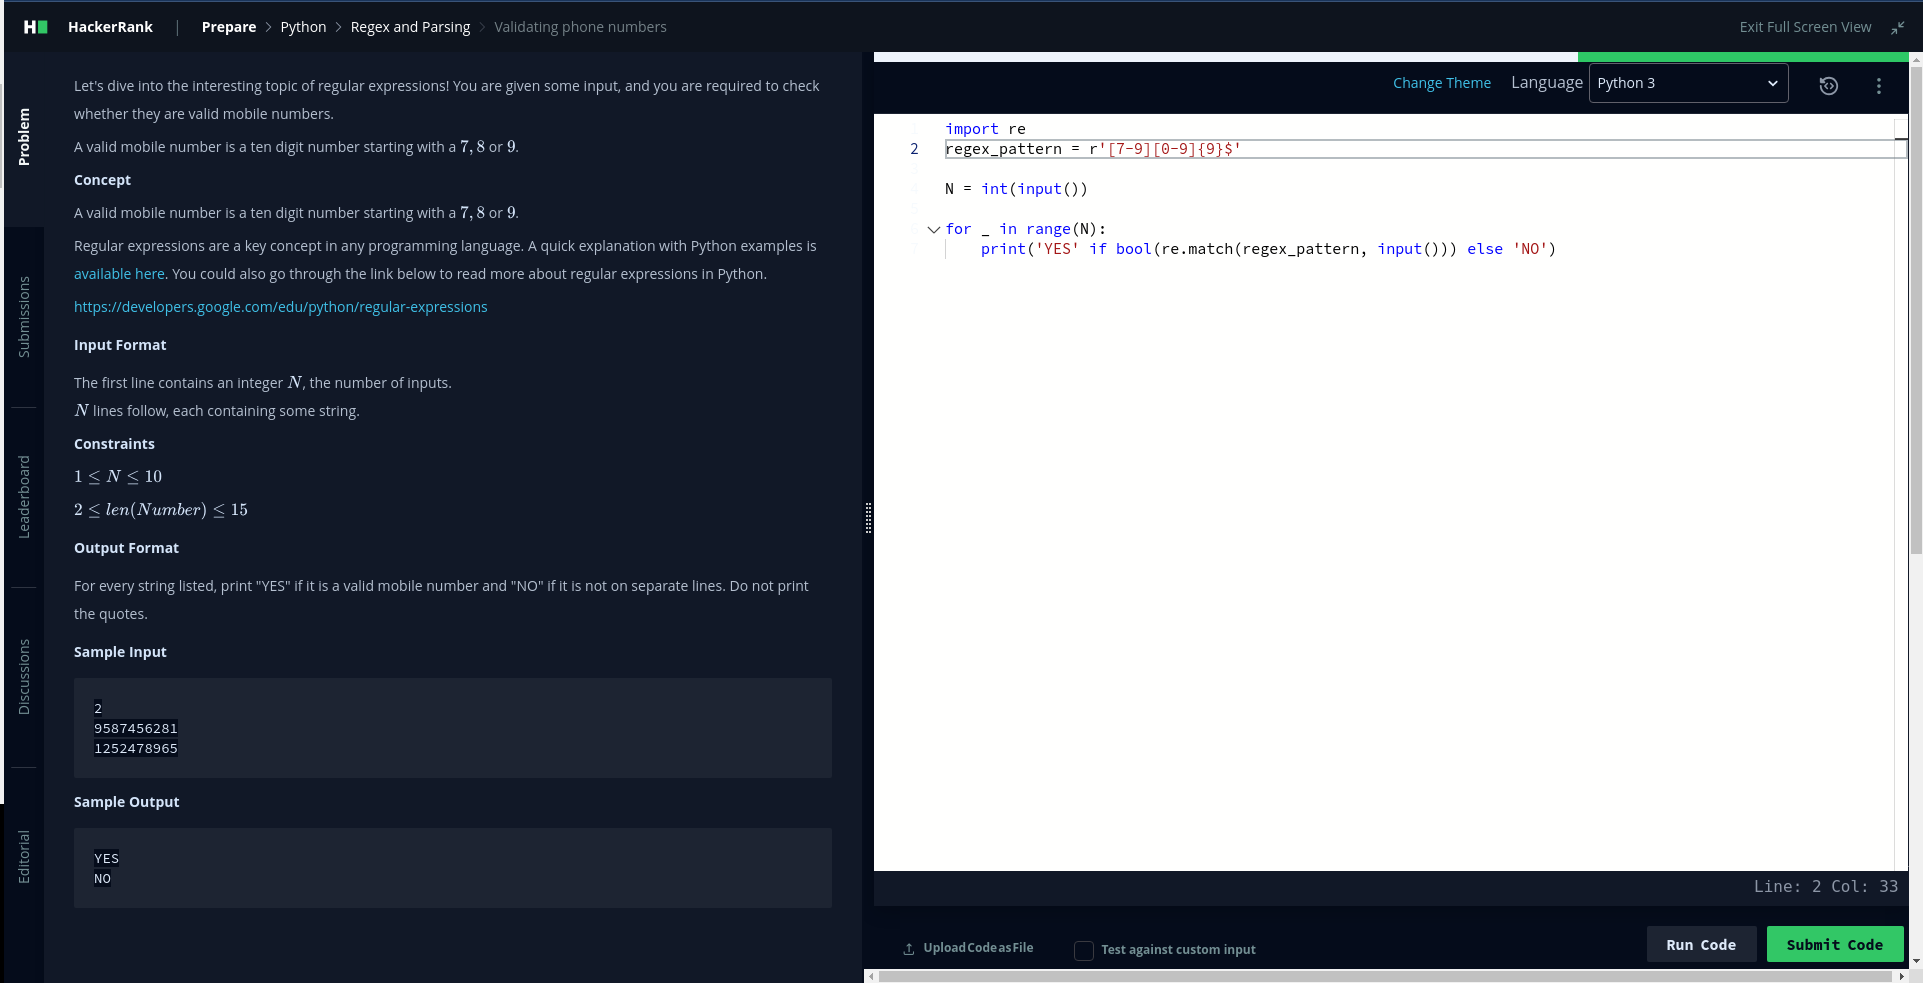 HackerRank | Prepare > Python > Regex and Parsing > Validating phone numbers
Exit Full Screen View
Problem
Submissions
Leaderboard
Discussions
Editorial
Let's dive into the interesting topic of regular expressions! You are given some input, and you are required to check
whether they are valid mobile numbers.
A valid mobile number is a ten digit number starting with a 7, 8 or 9.
Concept
A valid mobile number is a ten digit number starting with a 7, 8 or 9.
Regular expressions are a key concept in any programming language. A quick explanation with Python examples is
available here. You could also go through the link below to read more about regular expressions in Python.
https://developers.google.com/edu/python/regular-expressions
Input Format
The first line contains an integer N, the number of inputs.
N lines follow, each containing some string.
Constraints
1 ≤ N ≤ 10
2 ≤ len(Number) ≤ 15
Output Format
For every string listed, print "YES" if it is a valid mobile number and "NO" if it is not on separate lines. Do not print
the quotes.
Sample Input
2
9587456281
1252478965
Sample Output
YES
NO
Change Theme
Language
Python 3
import re
2 regex_pattern = r'[7-9][0-9]{9}$'
N = int(input())
for _ in range(N):
print('YES' if bool(re.match(regex_pattern, input())) else 'NO')
Line: 2 Col: 33
Upload Code as File
Test against custom input
Run Code
Submit Code